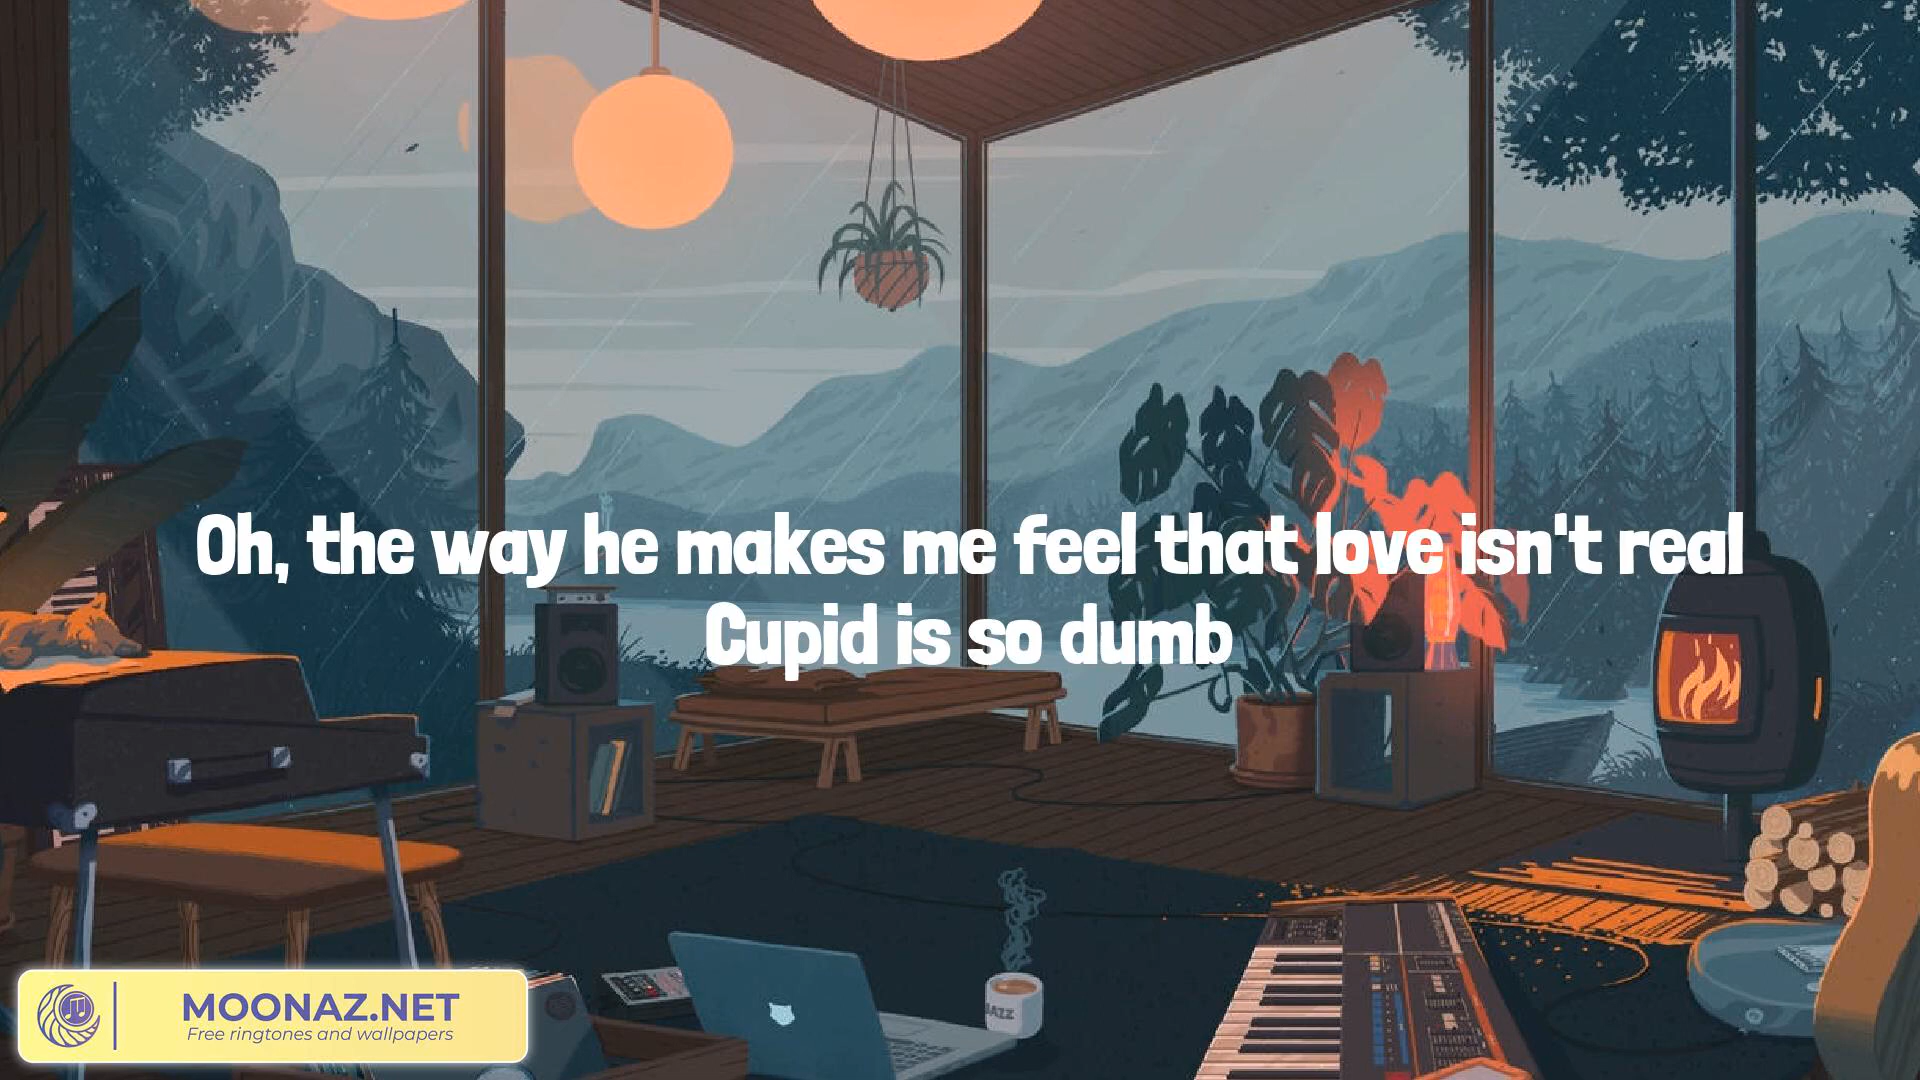 Oh, the way he makes me feel that love isn't real
Cupid is so dumb
JAZZ
MOONAZ.NET
Free ringtones and wallpapers